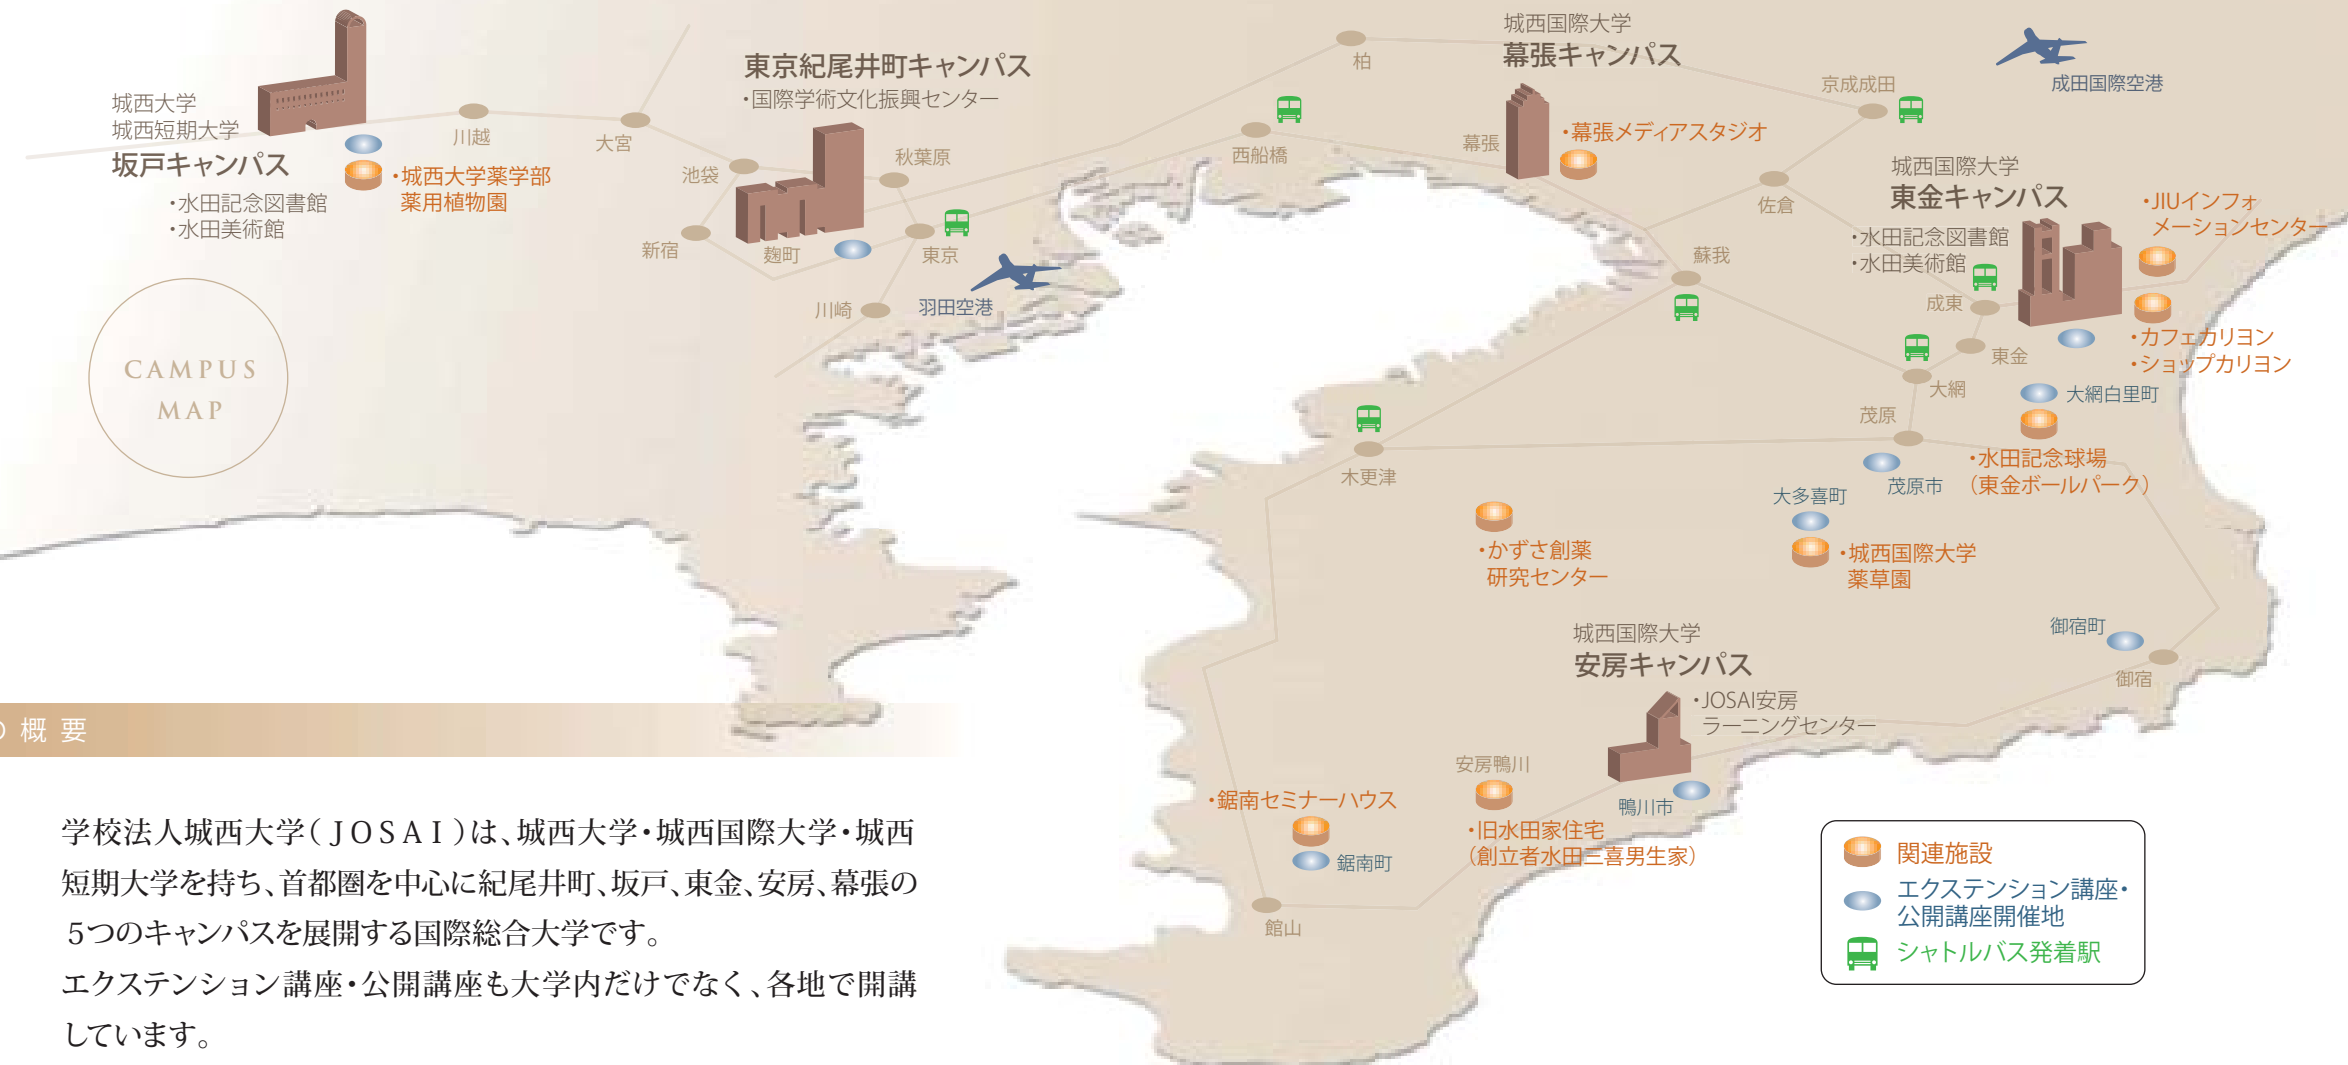 城西大学
城西短期大学
坂戸キャンパス
・水田記念図書館
・水田美術館
・城西大学薬学部
薬用植物園
川越
大宮
東京紀尾井町キャンパス
・国際学術文化振興センター
池袋
秋葉原
新宿
麹町
東京
川崎
羽田空港
柏
西船橋
城西国際大学
幕張キャンパス
幕張
・幕張メディアスタジオ
京成成田
成田国際空港
佐倉
蘇我
城西国際大学
東金キャンパス
・水田記念図書館
・水田美術館
・JIUインフォ
メーションセンター
成東
東金
・カフェカリヨン
・ショップカリヨン
大網
大網白里町
茂原
茂原市
・水田記念球場
(東金ボールパーク)
木更津
大多喜町
・城西国際大学
薬草園
・かずさ創薬
研究センター
御宿町
御宿
城西国際大学
安房キャンパス
・JOSAI安房
ラーニングセンター
安房鴨川
鴨川市
・旧水田家住宅
(創立者水田三喜男生家)
・鋸南セミナーハウス
鋸南町
館山
CAMPUS
MAP
の概要
学校法人城西大学(JOSAI)は、城西大学・城西国際大学・城西
短期大学を持ち、首都圏を中心に紀尾井町、坂戸、東金、安房、幕張の
5つのキャンパスを展開する国際総合大学です。
エクステンション講座・公開講座も大学内だけでなく、各地で開講
しています。
関連施設
エクステンション講座・
公開講座開催地
シャトルバス発着駅